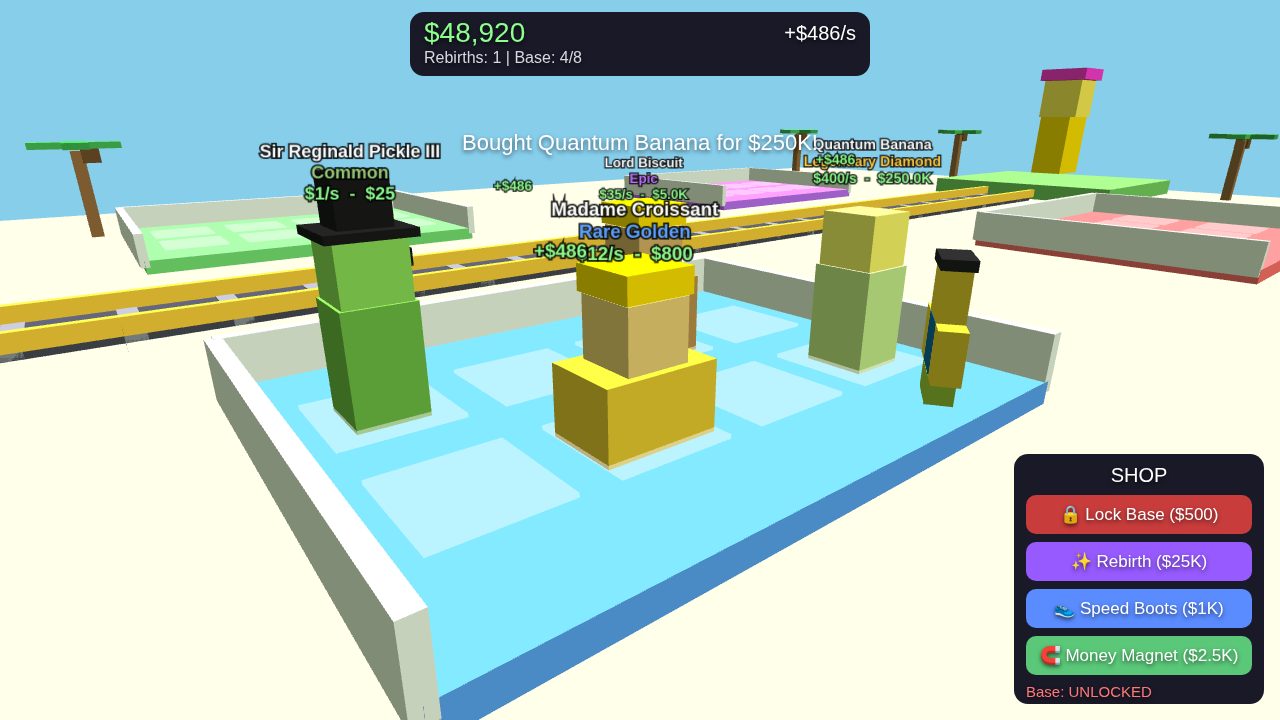 $48,920
+$486/s
Rebirths: 1 | Base: 4/8
Bought Quantum Banana for $250K!
Sir Reginald Pickle III
Common
$1/s - $25
+$486
Lord Biscuit
Epic
$35/s - $5.0K
Madame Croissant
Rare Golden
+$486
12/s - $800
Quantum Banana
+$486
Legendary Diamond
$400/s - $250.0K
SHOP
🔒 Lock Base ($500)
✨ Rebirth ($25K)
👟 Speed Boots ($1K)
🧲 Money Magnet ($2.5K)
Base: UNLOCKED